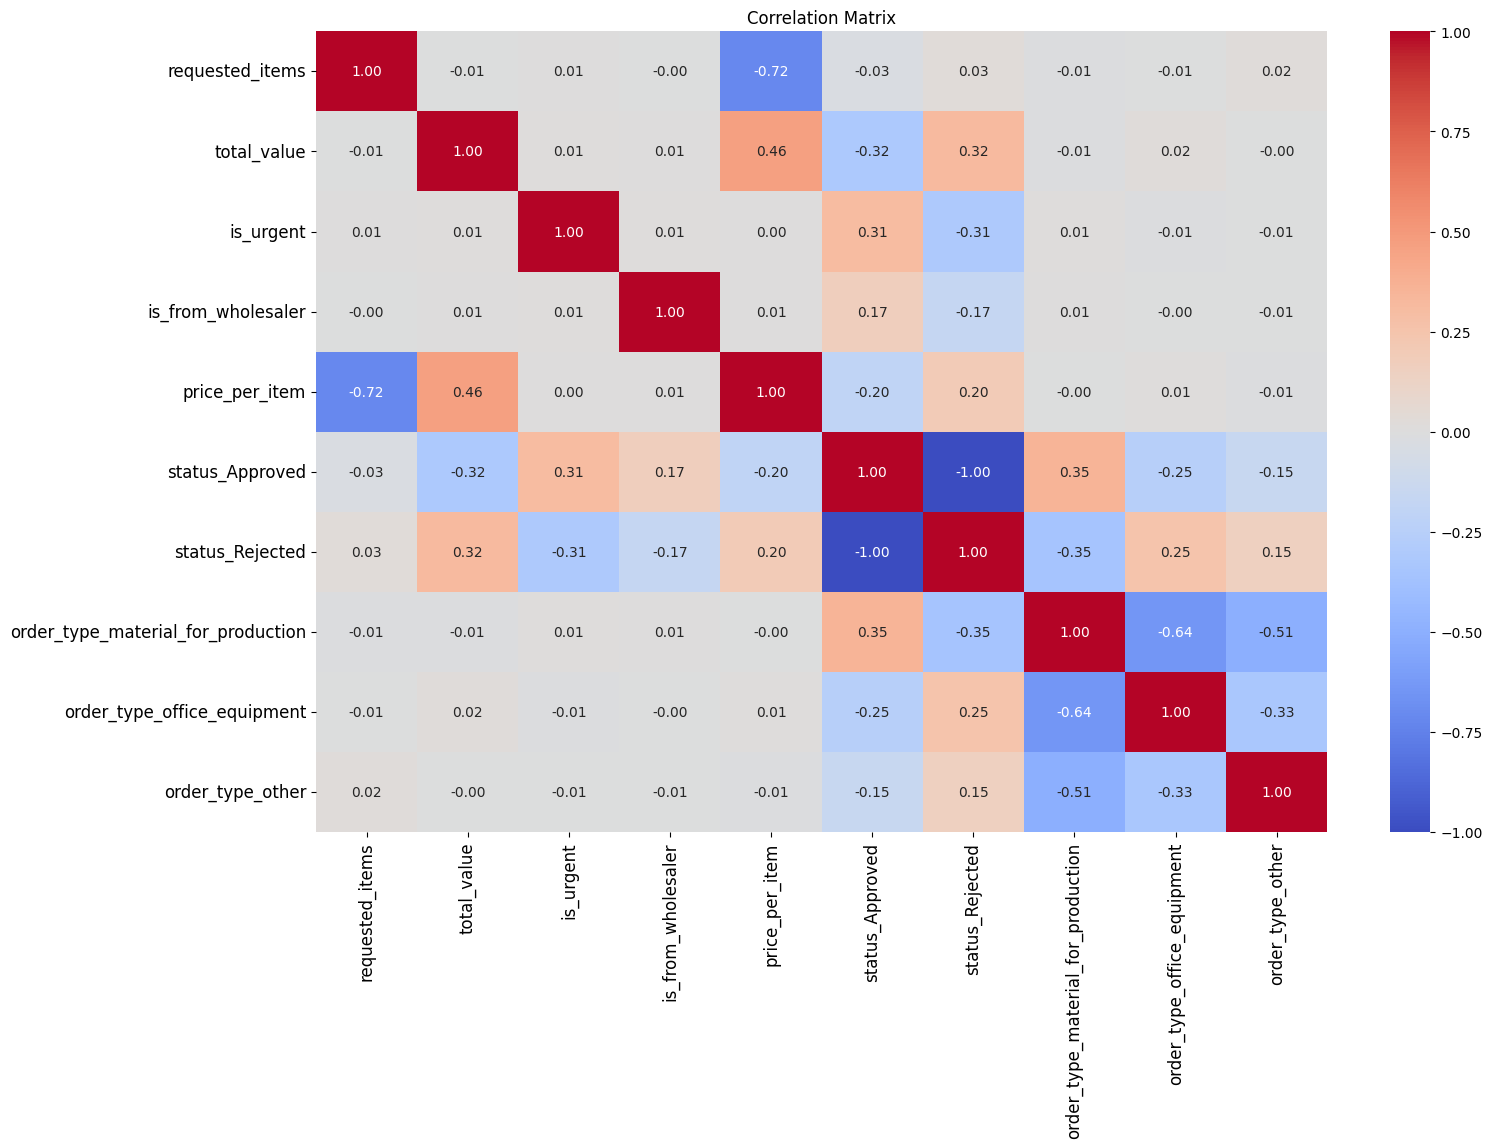 Correlation Matrix
requested_items 1.00 -0.01 0.01 -0.00 -0.72 -0.03 0.03 -0.01 -0.01 0.02
total_value -0.01 1.00 0.01 0.01 0.46 -0.32 0.32 -0.01 0.02 -0.00
is_urgent 0.01 0.01 1.00 0.01 0.00 0.31 -0.31 0.01 -0.01 -0.01
is_from_wholesaler -0.00 0.01 0.01 1.00 0.01 0.17 -0.17 0.01 -0.00 -0.01
price_per_item -0.72 0.46 0.00 0.01 1.00 -0.20 0.20 -0.00 0.01 -0.01
status_Approved -0.03 -0.32 0.31 0.17 -0.20 1.00 -1.00 0.35 -0.25 -0.15
status_Rejected 0.03 0.32 -0.31 -0.17 0.20 -1.00 1.00 -0.35 0.25 0.15
order_type_material_for_production -0.01 -0.01 0.01 0.01 -0.00 0.35 -0.35 1.00 -0.64 -0.51
order_type_office_equipment -0.01 0.02 -0.01 -0.00 0.01 -0.25 0.25 -0.64 1.00 -0.33
order_type_other 0.02 -0.00 -0.01 -0.01 -0.01 -0.15 0.15 -0.51 -0.33 1.00
requested_items
total_value
is_urgent
is_from_wholesaler
price_per_item
status_Approved
status_Rejected
order_type_material_for_production
order_type_office_equipment
order_type_other
1.00
0.75
0.50
0.25
0.00
−0.25
−0.50
−0.75
−1.00